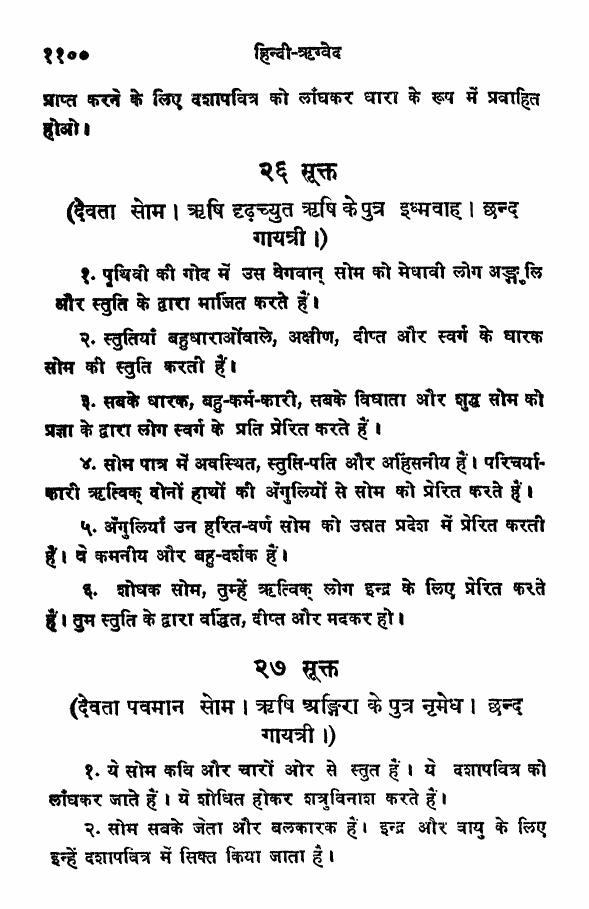 ११०० हिन्दी-ऋग्वेद
प्राप्त करने के लिए दशापवित्र को लाँघकर धारा के रूप में प्रवाहित
होओ।
२६ सूक्त
(देवता सोम। ऋषि दृढ़च्युत ऋषि के पुत्र इध्मवाह। छन्द
गायत्री।)
१. पृथिवी की गोद में उस वेगवान् सोम को मेधावी लोग अङ्गुलि
और स्तुति के द्वारा मार्जित करते हैं।
२. स्तुतियाँ बहुधाराओंवाले, अक्षीण, दीप्त और स्वर्ग के धारक
सोम की स्तुति करती हैं।
३. सबके धारक, बहु-कर्म-कारी, सबके विधाता और शुद्ध सोम को
प्रज्ञा के द्वारा लोग स्वर्ग के प्रति प्रेरित करते हैं।
४. सोम पात्र में अवस्थित, स्तुति-पति और अहिंसनीय हैं। परिचर्या-
कारी ऋत्विक् दोनों हाथों की अँगुलियों से सोम को प्रेरित करते हैं।
५. अँगुलियाँ उन हरित-वर्ण सोम को उन्नत प्रदेश में प्रेरित करती
हैं। वे कमनीय और बहु-दर्शक हैं।
६. शोधक सोम, तुम्हें ऋत्विक् लोग इन्द्र के लिए प्रेरित करते
हैं। तुम स्तुति के द्वारा वर्द्धित, दीप्त और मदकर हो।
२७ सूक्त
(देवता पवमान सोम। ऋषि अङ्गिरा के पुत्र नृमेध। छन्द
गायत्री।)
१. ये सोम कवि और चारों ओर से स्तुत हैं। ये दशापवित्र को
लाँघकर जाते हैं। ये शोधित होकर शत्रुविनाश करते हैं।
२. सोम सबके जेता और बलकारक हैं। इन्द्र और वायु के लिए
इन्हें दशापवित्र में सिक्त किया जाता है।